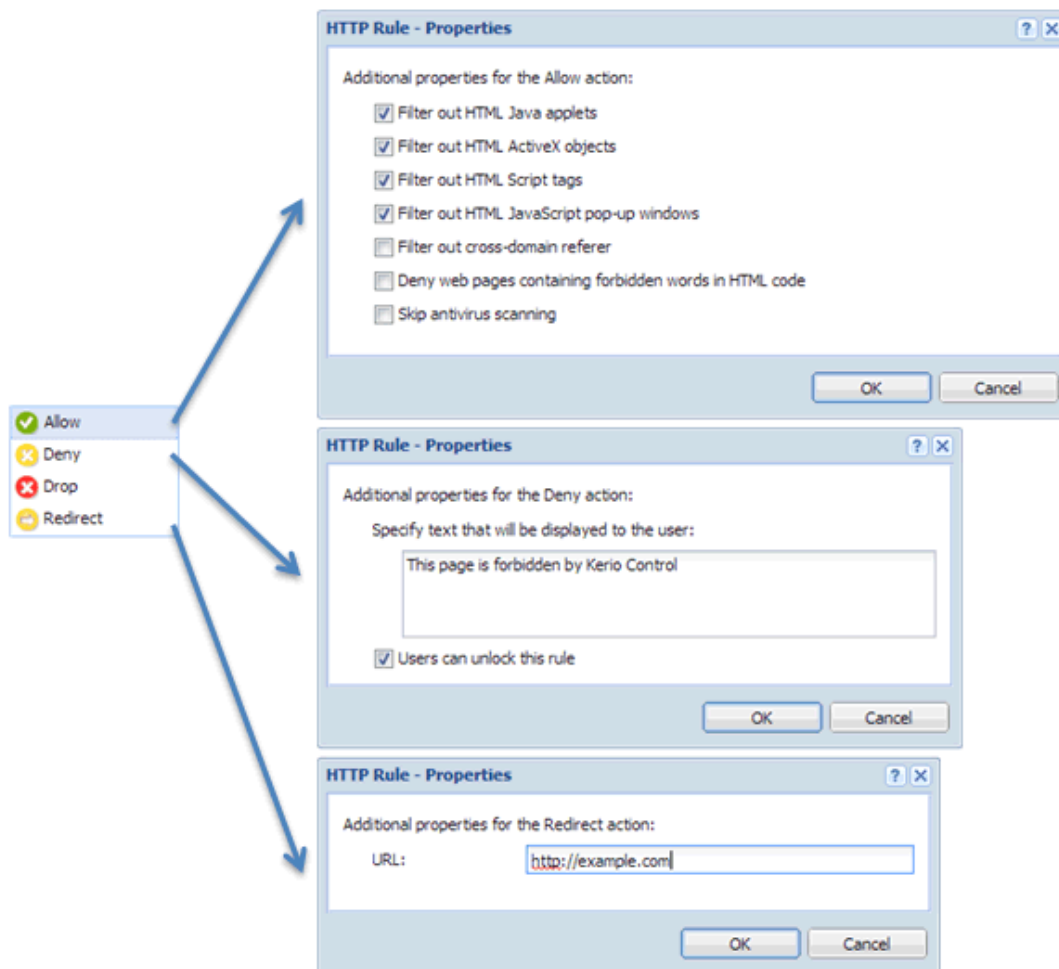 HTTP Rule - Properties
Additional properties for the Allow action:
Filter out HTML Java applets
Filter out HTML ActiveX objects
Filter out HTML Script tags
Filter out HTML JavaScript pop-up windows
Filter out cross-domain referer
Deny web pages containing forbidden words in HTML code
Skip antivirus scanning
OK Cancel
Allow
Deny
Drop
Redirect
HTTP Rule - Properties
Additional properties for the Deny action:
Specify text that will be displayed to the user:
This page is forbidden by Kerio Control
Users can unlock this rule
OK Cancel
HTTP Rule - Properties
Additional properties for the Redirect action:
URL: http://example.com
OK Cancel